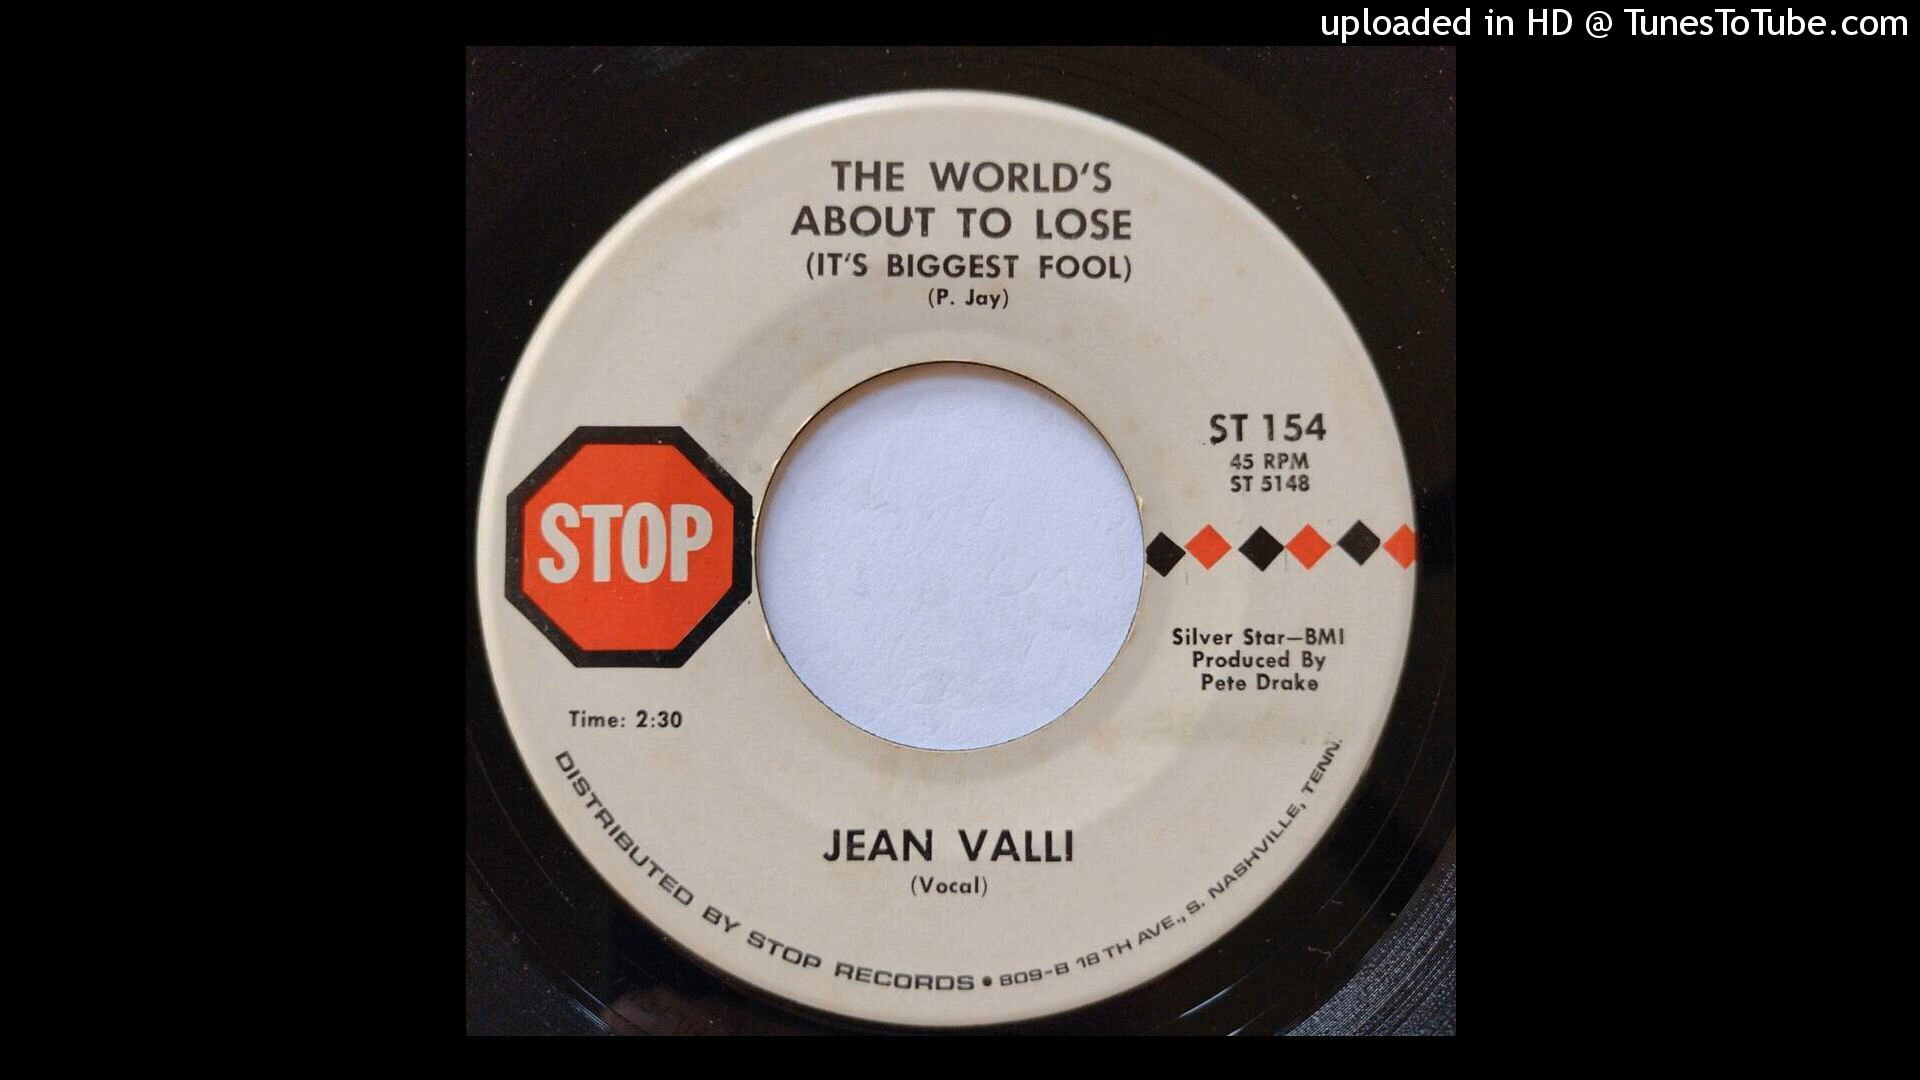 uploaded in HD @ TunesToTube.com
THE WORLD'S
ABOUT TO LOSE
(IT'S BIGGEST FOOL)
(P. Jay)
ST 154
45 RPM
ST 5148
STOP
Silver Star—BMI
Produced By
Pete Drake
Time: 2:30
JEAN VALLI
(Vocal)
DISTRIBUTED BY STOP RECORDS • 809-B 18TH AVE., S. NASHVILLE, TENN.